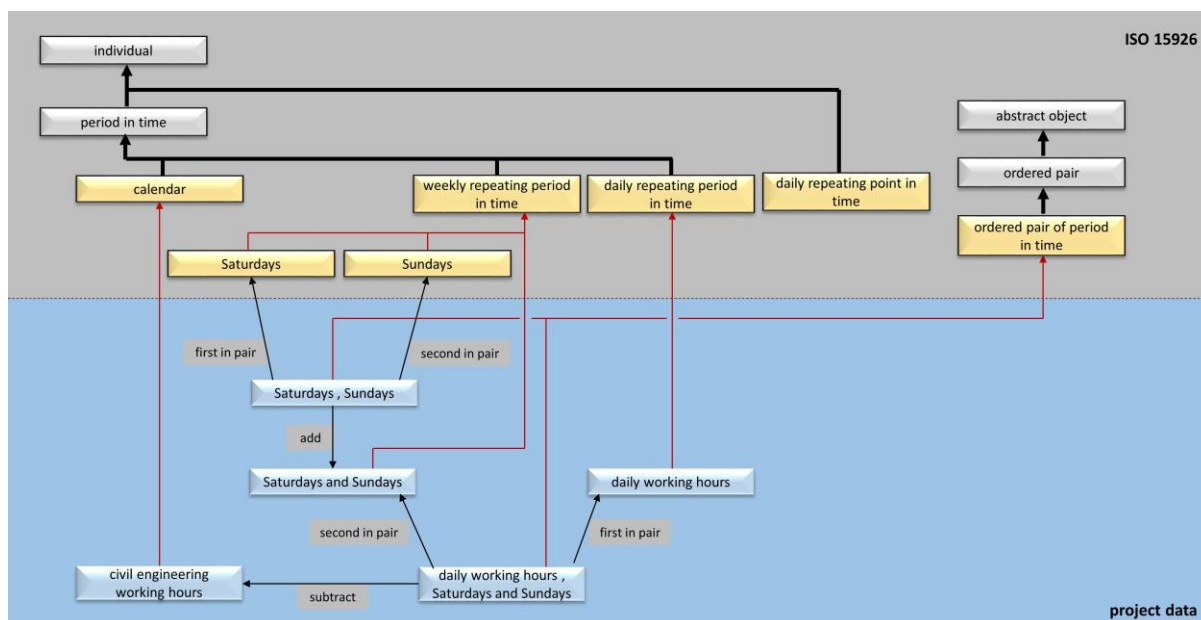 ISO 15926
individual
period in time
abstract object
ordered pair
calendar
weekly repeating period
in time
daily repeating period
in time
daily repeating point in
time
ordered pair of period
in time
Saturdays
Sundays
first in pair
second in pair
Saturdays , Sundays
add
Saturdays and Sundays
daily working hours
second in pair
first in pair
civil engineering
working hours
subtract
daily working hours ,
Saturdays and Sundays
project data